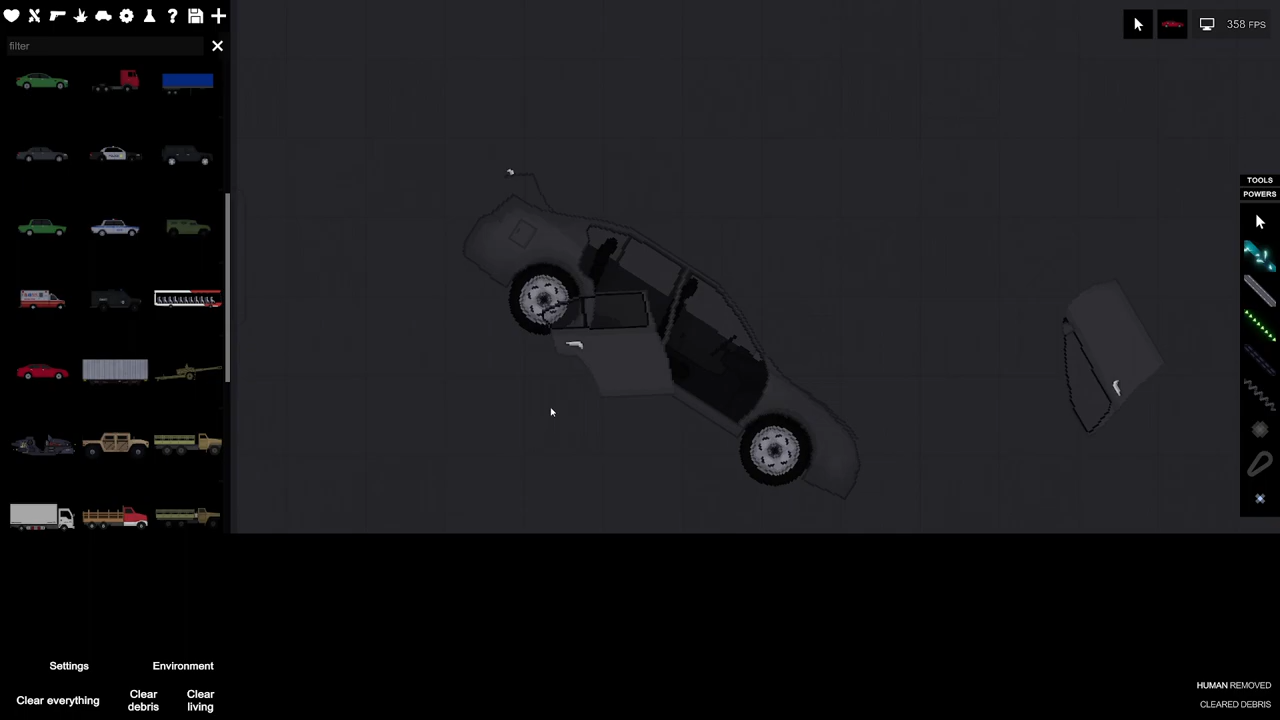 358 FPS
filter
TOOLS
POWERS
Settings
Environment
Clear everything
Clear debris
Clear living
HUMAN REMOVED
CLEARED DEBRIS